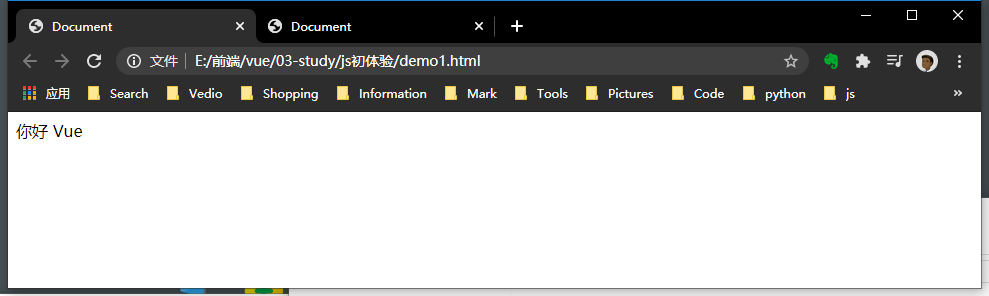 Document Document
文件 E:/前端/vue/03-study/js初体验/demo1.html
应用 Search Vedio Shopping Information Mark Tools Pictures Code python js »
你好 Vue